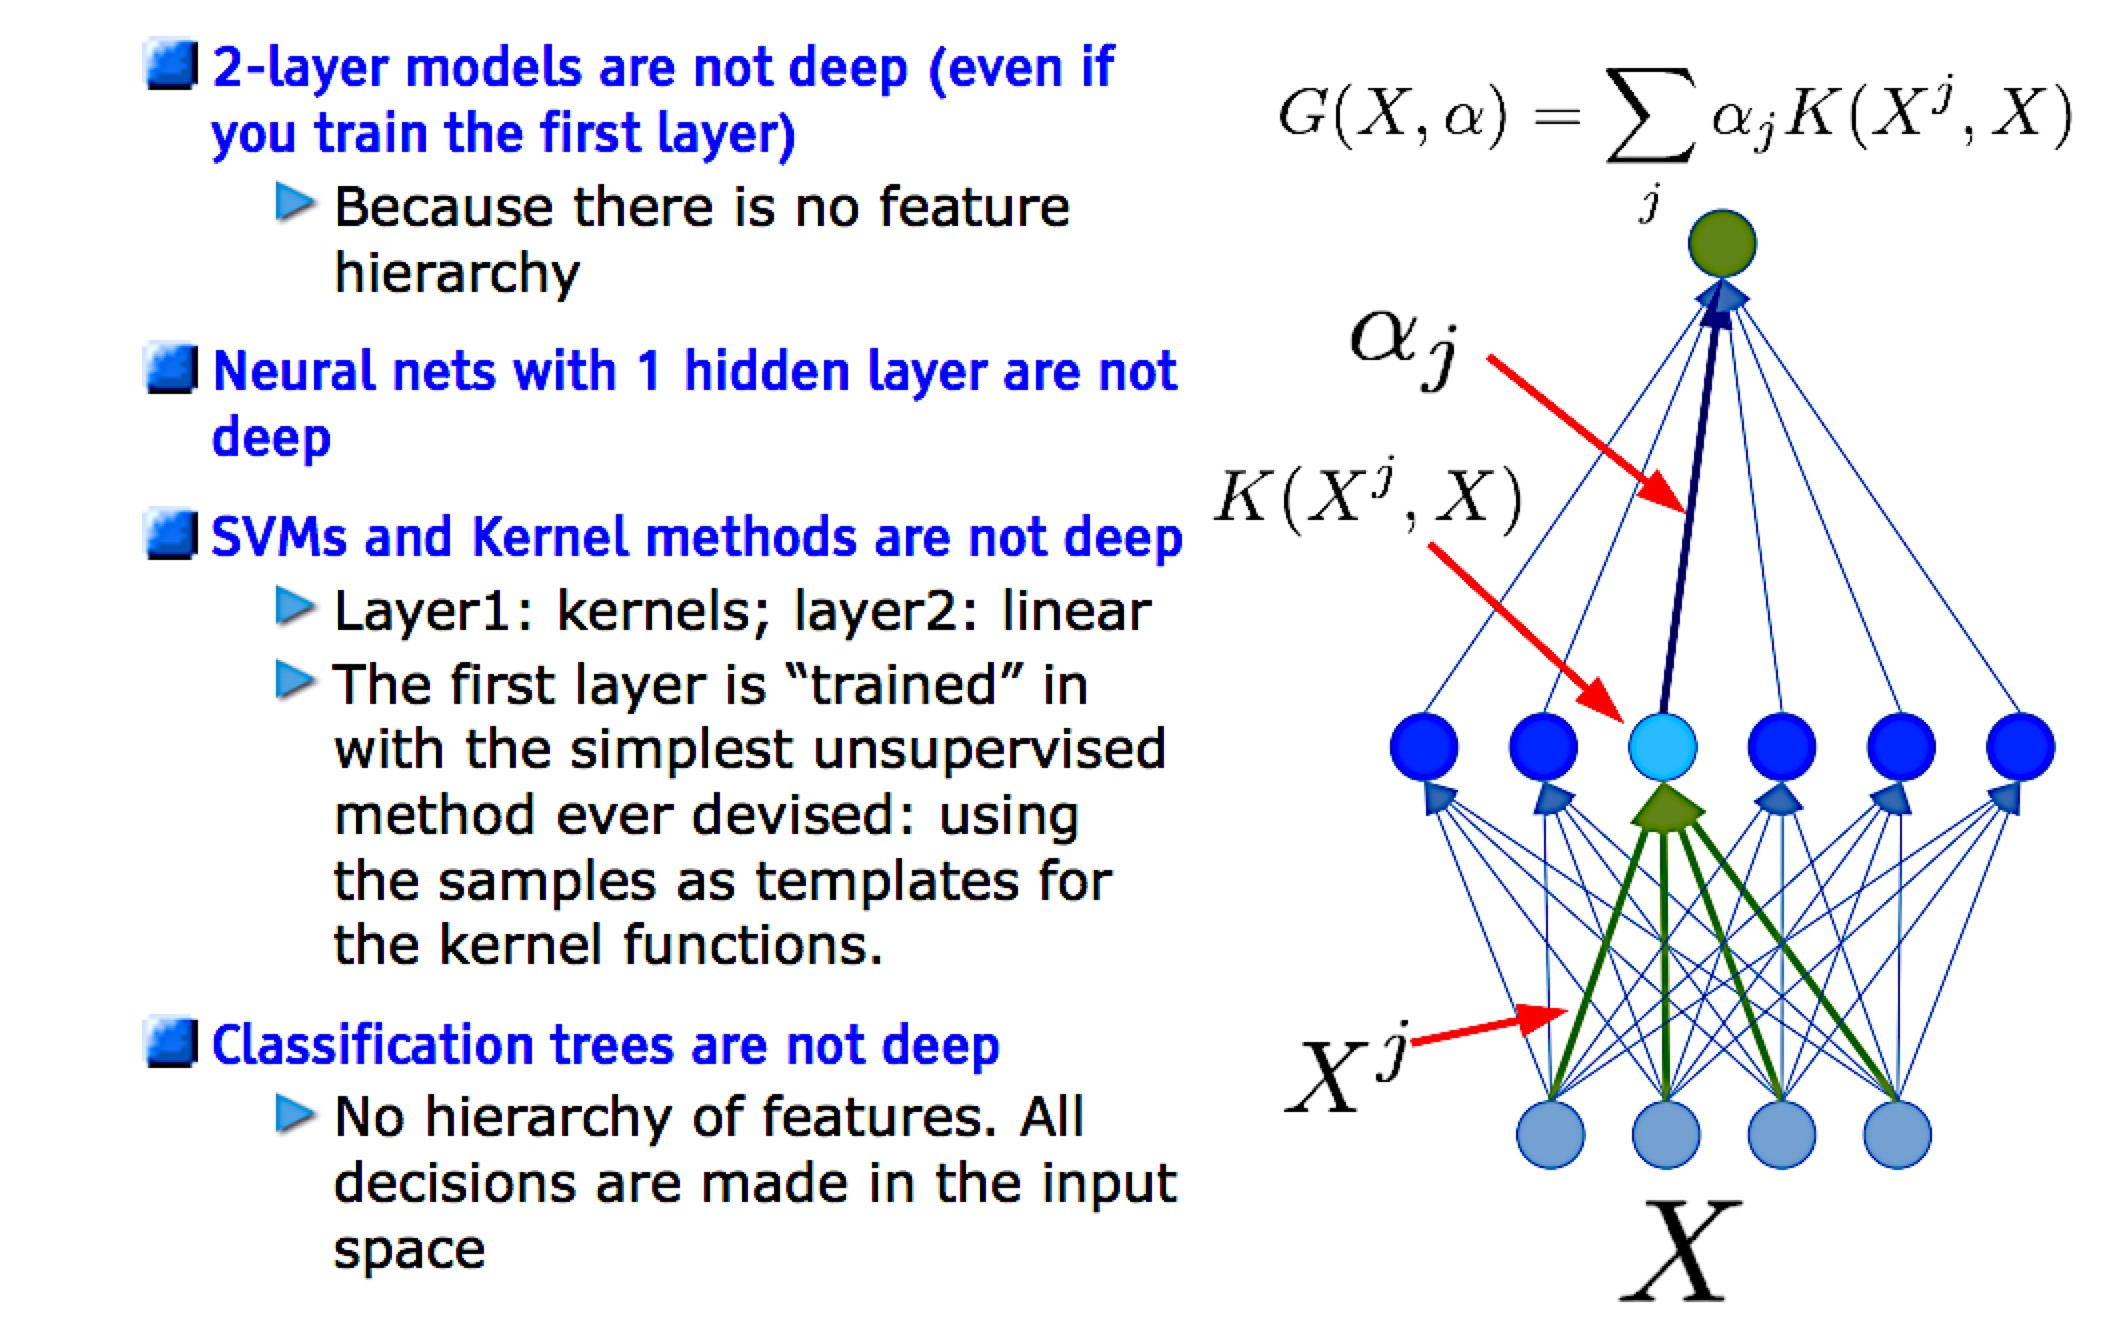 2-layer models are not deep (even if
you train the first layer)
Because there is no feature
hierarchy
Neural nets with 1 hidden layer are not
deep
SVMs and Kernel methods are not deep
Layer1: kernels; layer2: linear
The first layer is “trained” in
with the simplest unsupervised
method ever devised: using
the samples as templates for
the kernel functions.
Classification trees are not deep
No hierarchy of features. All
decisions are made in the input
space
G(X, α) = ∑_j α_j K(X^j, X)
α_j
K(X^j, X)
X^j
X